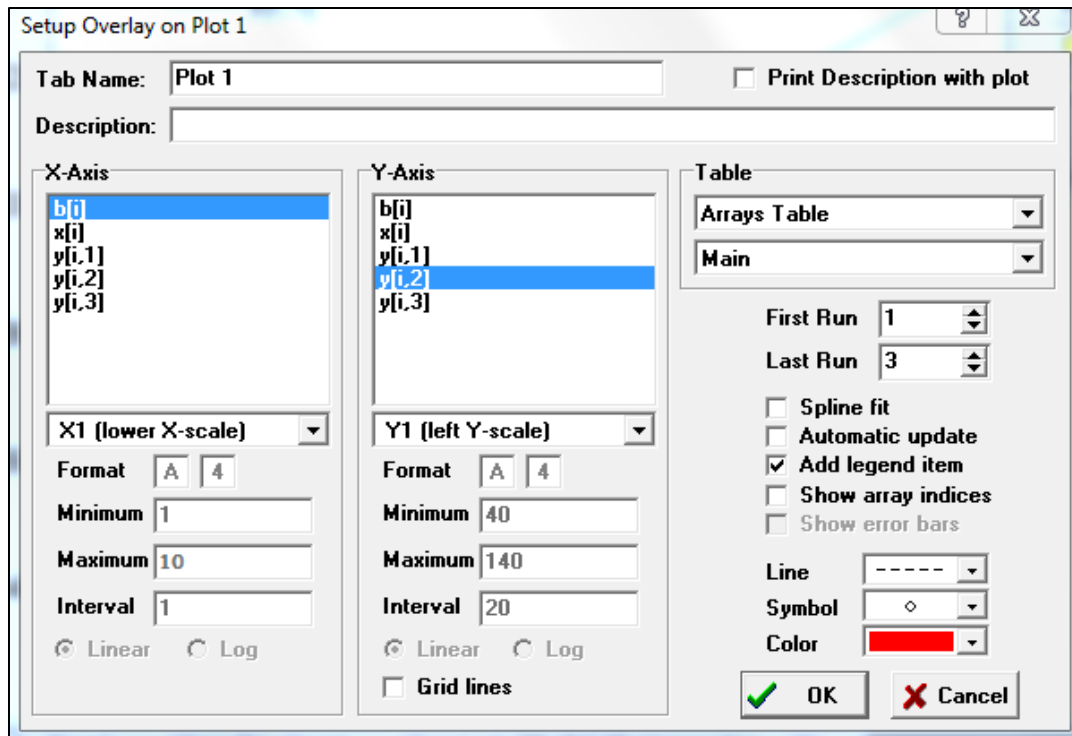 Setup Overlay on Plot 1
Tab Name: Plot 1
Print Description with plot
Description:
X-Axis
b[i]
x[i]
y[i,1]
y[i,2]
y[i,3]
X1 (lower X-scale)
Format A 4
Minimum 1
Maximum 10
Interval 1
Linear Log
Y-Axis
b[i]
x[i]
y[i,1]
y[i,2]
y[i,3]
Y1 (left Y-scale)
Format A 4
Minimum 40
Maximum 140
Interval 20
Linear Log
Grid lines
Table
Arrays Table
Main
First Run 1
Last Run 3
Spline fit
Automatic update
Add legend item
Show array indices
Show error bars
Line
Symbol
Color
OK Cancel